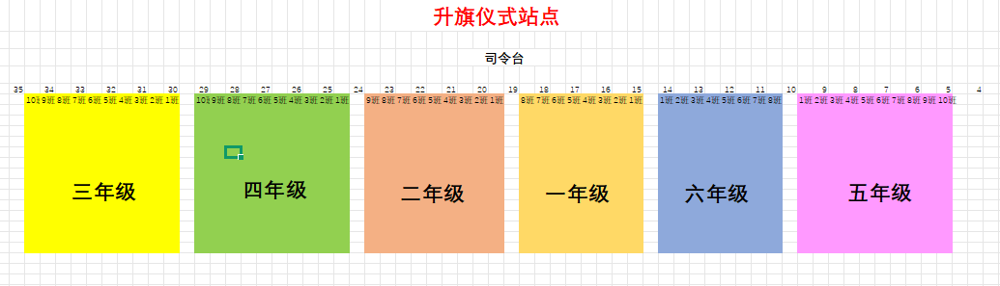 升旗仪式站点
司令台
35 34 33 32 31 30 29 28 27 26 25 24 23 22 21 20 19 18 17 16 15 14 13 12 11 10 9 8 7 6 5 4
10班 9班 8班 7班 6班 5班 4班 3班 2班 1班 10班 9班 8班 7班 6班 5班 4班 3班 2班 1班 9班 8班 7班 6班 5班 4班 3班 2班 1班 8班 7班 6班 5班 4班 3班 2班 1班 1班 2班 3班 4班 5班 6班 7班 8班 1班 2班 3班 4班 5班 6班 7班 8班 9班 10班
三年级 四年级 二年级 一年级 六年级 五年级